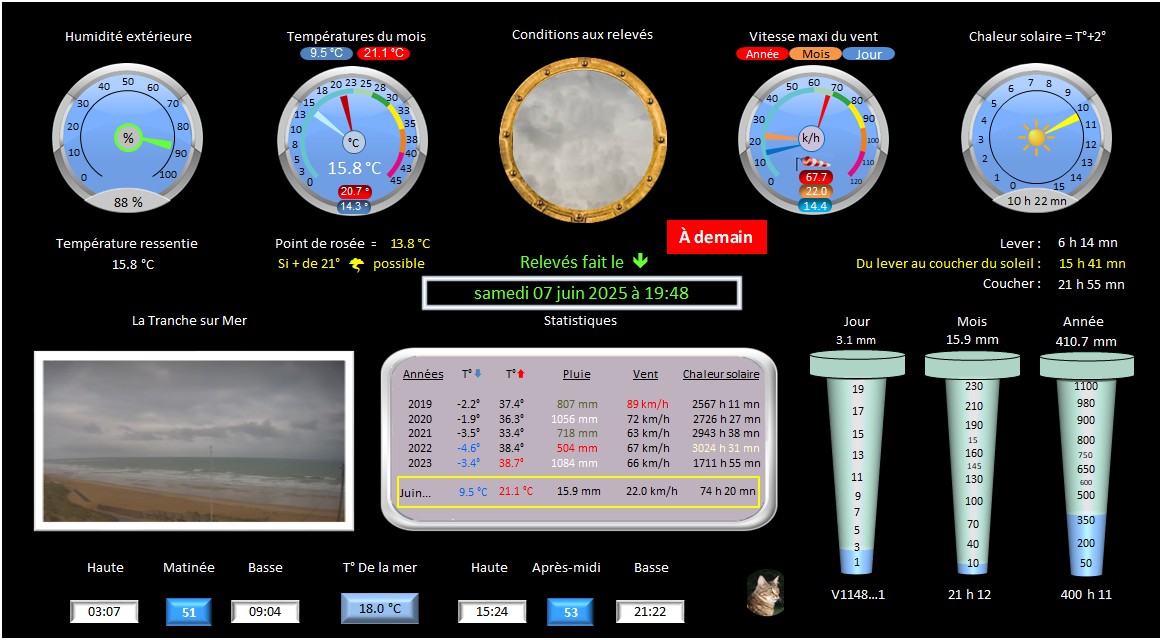 Humidité extérieure
Températures du mois
Conditions aux relevés
Vitesse maxi du vent
Chaleur solaire = T°+2°
9.5 °C 21.1 °C
Année Mois Jour
0 10 20 30 40 50 60 70 80 90 100
%
88 %
0 3 5 8 10 13 15 18 20 23 25 28 30 33 35 38 40 43 45
°C
15.8 °C
20.7 °
14.3 °
0 10 20 30 40 50 60 70 80 90 100 110 120
k/h
67.7
22.0
14.4
0 1 2 3 4 5 6 7 8 9 10 11 12 13 14 15
10 h 22 mn
Température ressentie
15.8 °C
Point de rosée = 13.8 °C
Si + de 21° possible
À demain
Relevés fait le
samedi 07 juin 2025 à 19:48
Lever : 6 h 14 mn
Du lever au coucher du soleil : 15 h 41 mn
Coucher : 21 h 55 mn
La Tranche sur Mer
Statistiques
Années T° T° Pluie Vent Chaleur solaire
2019 -2.2° 37.4° 807 mm 89 km/h 2567 h 11 mn
2020 -1.9° 36.3° 1056 mm 72 km/h 2726 h 27 mn
2021 -3.5° 33.4° 718 mm 63 km/h 2943 h 38 mn
2022 -4.6° 38.4° 504 mm 67 km/h 3024 h 31 mn
2023 -3.4° 38.7° 1084 mm 66 km/h 1711 h 55 mn
Juin... 9.5 °C 21.1 °C 15.9 mm 22.0 km/h 74 h 20 mn
Jour
3.1 mm
19
17
15
13
11
9
7
5
3
1
V1148...1
Mois
15.9 mm
230
210
190
15
160
145
130
100
70
40
10
21 h 12
Année
410.7 mm
1100
980
900
800
750
650
600
500
350
200
50
400 h 11
Haute Matinée Basse T° De la mer Haute Après-midi Basse
03:07 51 09:04 18.0 °C 15:24 53 21:22